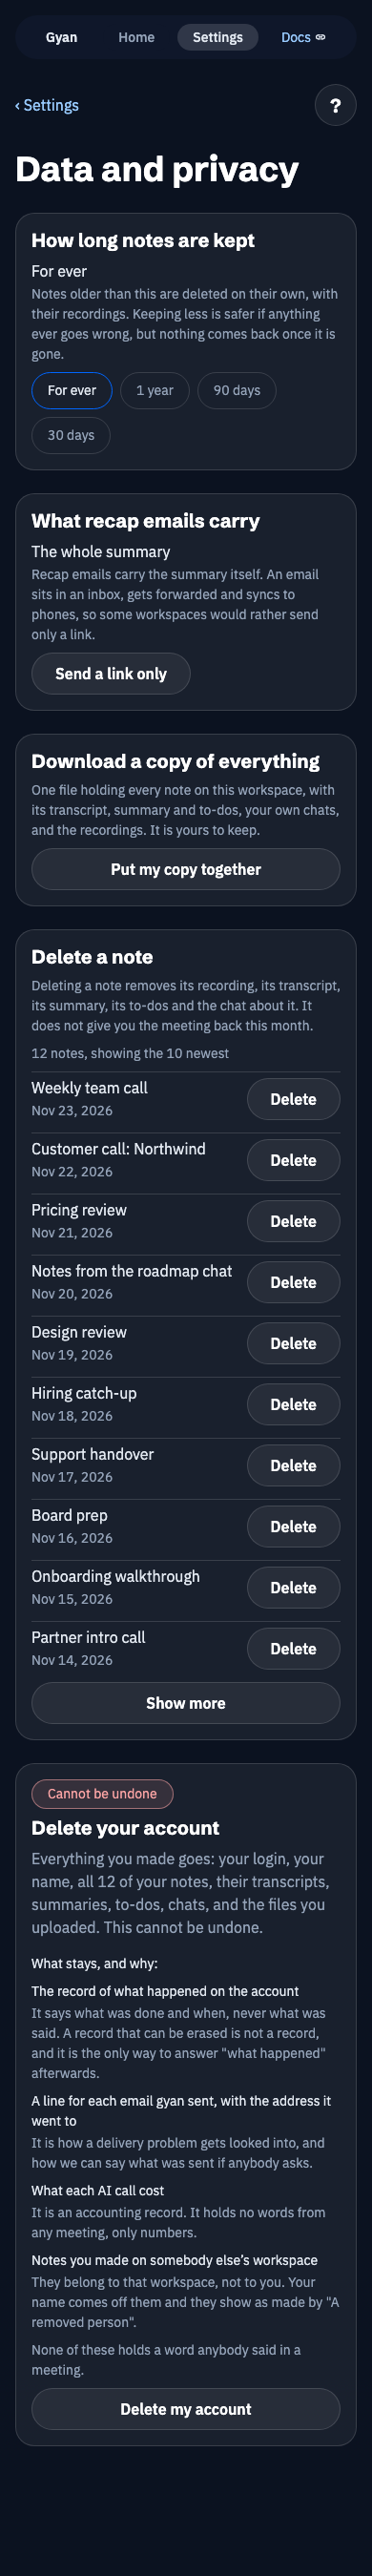 Gyan Home Settings Docs
‹ Settings
?
Data and privacy
How long notes are kept
For ever
Notes older than this are deleted on their own, with
their recordings. Keeping less is safer if anything
ever goes wrong, but nothing comes back once it is
gone.
For ever 1 year 90 days
30 days
What recap emails carry
The whole summary
Recap emails carry the summary itself. An email
sits in an inbox, gets forwarded and syncs to
phones, so some workspaces would rather send
only a link.
Send a link only
Download a copy of everything
One file holding every note on this workspace, with
its transcript, summary and to-dos, your own chats,
and the recordings. It is yours to keep.
Put my copy together
Delete a note
Deleting a note removes its recording, its transcript,
its summary, its to-dos and the chat about it. It
does not give you the meeting back this month.
12 notes, showing the 10 newest
Weekly team call
Nov 23, 2026
Delete
Customer call: Northwind
Nov 22, 2026
Delete
Pricing review
Nov 21, 2026
Delete
Notes from the roadmap chat
Nov 20, 2026
Delete
Design review
Nov 19, 2026
Delete
Hiring catch-up
Nov 18, 2026
Delete
Support handover
Nov 17, 2026
Delete
Board prep
Nov 16, 2026
Delete
Onboarding walkthrough
Nov 15, 2026
Delete
Partner intro call
Nov 14, 2026
Delete
Show more
Cannot be undone
Delete your account
Everything you made goes: your login, your
name, all 12 of your notes, their transcripts,
summaries, to-dos, chats, and the files you
uploaded. This cannot be undone.
What stays, and why:
The record of what happened on the account
It says what was done and when, never what was
said. A record that can be erased is not a record,
and it is the only way to answer "what happened"
afterwards.
A line for each email gyan sent, with the address it
went to
It is how a delivery problem gets looked into, and
how we can say what was sent if anybody asks.
What each AI call cost
It is an accounting record. It holds no words from
any meeting, only numbers.
Notes you made on somebody else's workspace
They belong to that workspace, not to you. Your
name comes off them and they show as made by "A
removed person".
None of these holds a word anybody said in a
meeting.
Delete my account